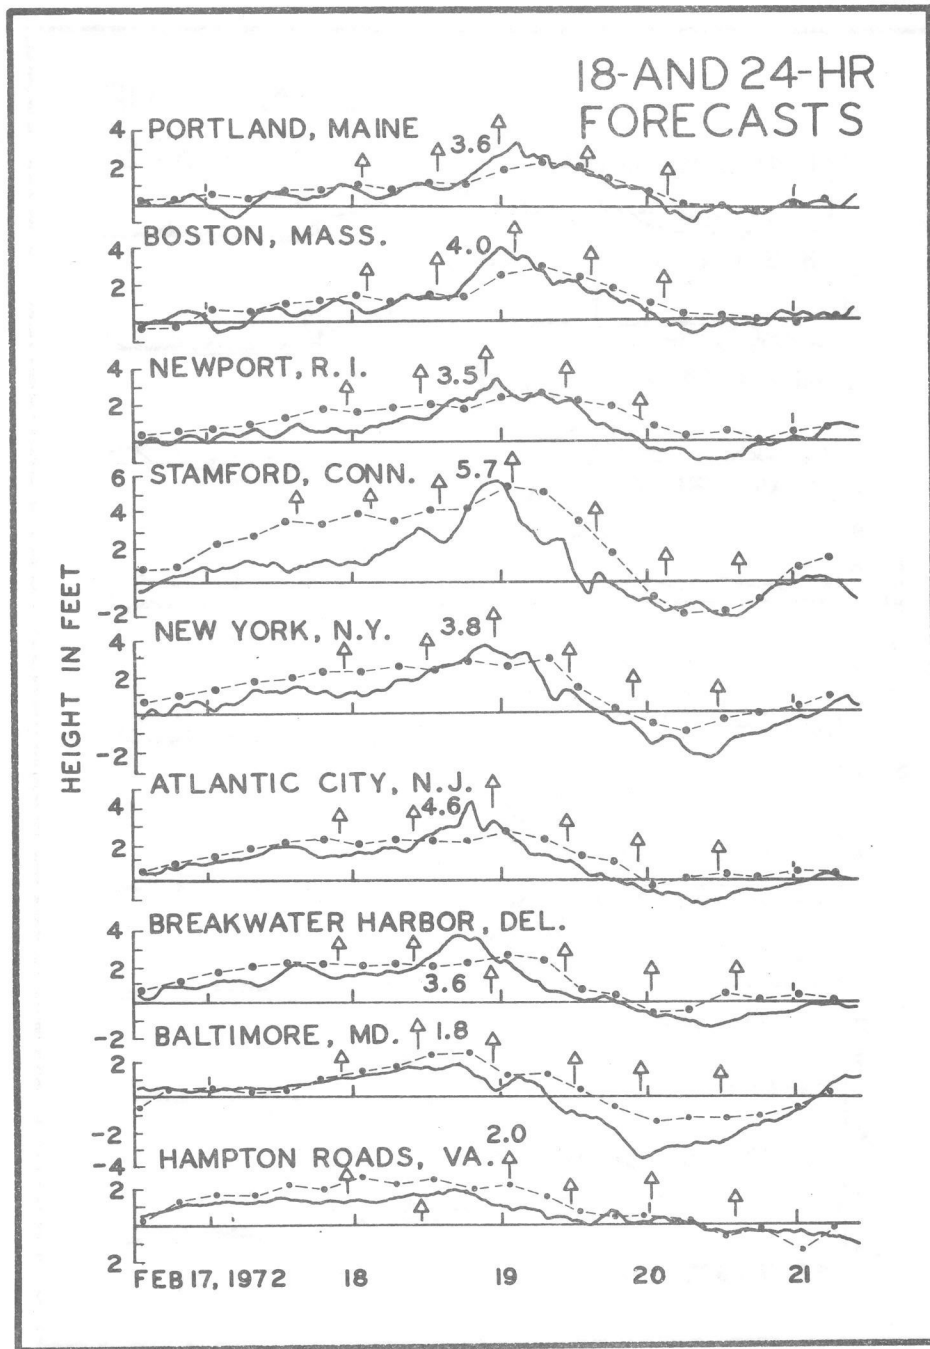 18-AND 24-HR
FORECASTS
4
PORTLAND, MAINE
3.6
2
BOSTON, MASS.
4
4.0
2
NEWPORT, R.I.
4
3.5
2
6
STAMFORD, CONN.
5.7
4
2
-2
NEW YORK, N.Y.
3.8
4
2
-2
HEIGHT IN FEET
ATLANTIC CITY, N.J.
4
4.6
2
BREAKWATER HARBOR, DEL.
4
2
3.6
-2
BALTIMORE, MD.
1.8
2
-2
2.0
-4
HAMPTON ROADS, VA.
2
2
FEB 17, 1972 18 19 20 21